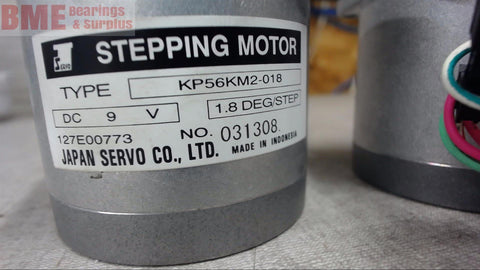 BME Bearings
& Surplus
J SERVO
STEPPING MOTOR
TYPE KP56KM2-018
DC 9 V 1.8 DEG/STEP
127E00773 NO. 031308
JAPAN SERVO CO., LTD. MADE IN INDONESIA